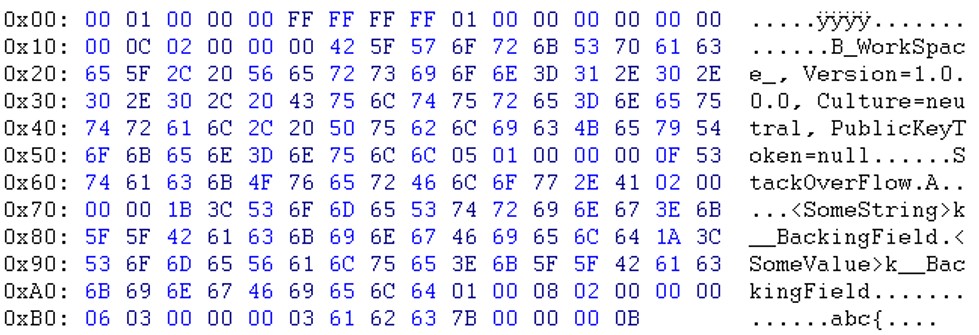 0x00: 00 01 00 00 00 FF FF FF FF 01 00 00 00 00 00 00 .....ÿÿÿÿ.......
0x10: 00 0C 02 00 00 00 42 5F 57 6F 72 6B 53 70 61 63 ......B_WorkSpac
0x20: 65 5F 2C 20 56 65 72 73 69 6F 6E 3D 31 2E 30 2E e_, Version=1.0.
0x30: 30 2E 30 2C 20 43 75 6C 74 75 72 65 3D 6E 65 75 0.0, Culture=neu
0x40: 74 72 61 6C 2C 20 50 75 62 6C 69 63 4B 65 79 54 tral, PublicKeyT
0x50: 6F 6B 65 6E 3D 6E 75 6C 6C 05 01 00 00 00 0F 53 oken=null......S
0x60: 74 61 63 6B 4F 76 65 72 46 6C 6F 77 2E 41 02 00 tackOverFlow.A..
0x70: 00 00 1B 3C 53 6F 6D 65 53 74 72 69 6E 67 3E 6B ...<SomeString>k
0x80: 5F 5F 42 61 63 6B 69 6E 67 46 69 65 6C 64 1A 3C __BackingField.<
0x90: 53 6F 6D 65 56 61 6C 75 65 3E 6B 5F 5F 42 61 63 SomeValue>k__Bac
0xA0: 6B 69 6E 67 46 69 65 6C 64 01 00 08 02 00 00 00 kingField.......
0xB0: 06 03 00 00 00 03 61 62 63 7B 00 00 00 0B ......abc{....